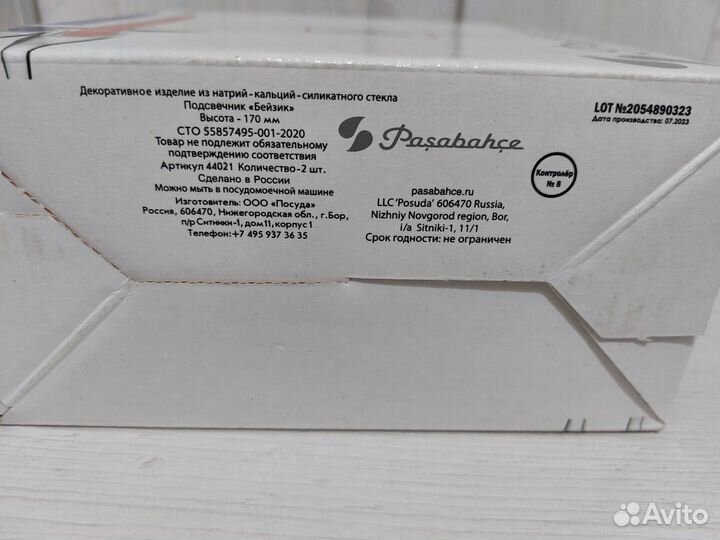 Декоративное изделие из натрий-кальций-силикатного стекла
Подсвечник «Бейзик»
Высота - 170 мм
СТО 55857495-001-2020
Товар не подлежит обязательному
подтверждению соответствия
Артикул 44021 Количество-2 шт.
Сделано в России
Можно мыть в посудомоечной машине
Изготовитель: ООО «Посуда»
Россия, 606470, Нижегородская обл., г.Бор,
п/р Ситники-1, дом11, корпус1
Телефон:+7 495 937 36 35
Paşabahçe
pasabahce.ru
LLC 'Posuda' 606470 Russia,
Nizhniy Novgorod region, Bor,
i/a Sitniki-1, 11/1
Срок годности: не ограничен
LOT №2054890323
Дата производства: 07.2023
Контролёр
№ 8
Avito